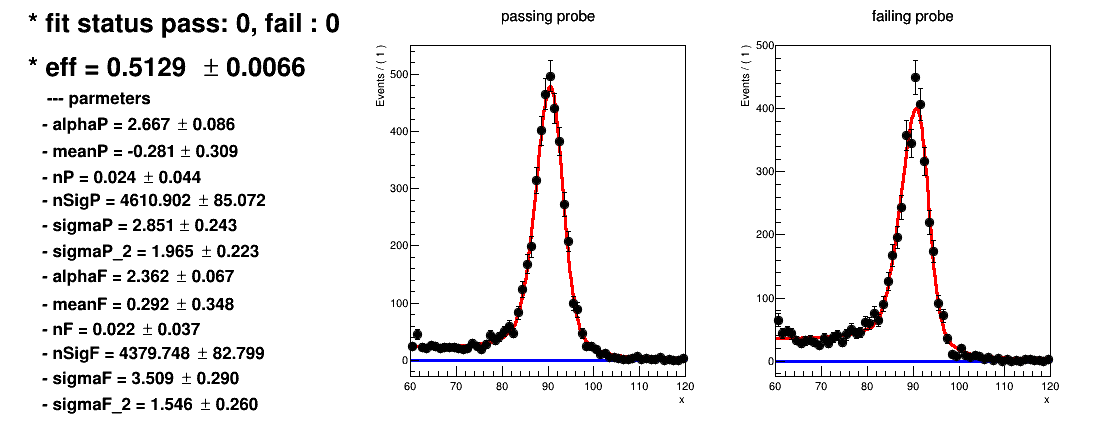 * fit status pass: 0, fail : 0
* eff = 0.5129 ± 0.0066
--- parmeters
- alphaP = 2.667 ± 0.086
- meanP = -0.281 ± 0.309
- nP = 0.024 ± 0.044
- nSigP = 4610.902 ± 85.072
- sigmaP = 2.851 ± 0.243
- sigmaP_2 = 1.965 ± 0.223
- alphaF = 2.362 ± 0.067
- meanF = 0.292 ± 0.348
- nF = 0.022 ± 0.037
- nSigF = 4379.748 ± 82.799
- sigmaF = 3.509 ± 0.290
- sigmaF_2 = 1.546 ± 0.260
passing probe
Events / ( 1 )
500
400
300
200
100
0
60 70 80 90 100 110 120
x
failing probe
Events / ( 1 )
500
400
300
200
100
0
60 70 80 90 100 110 120
x